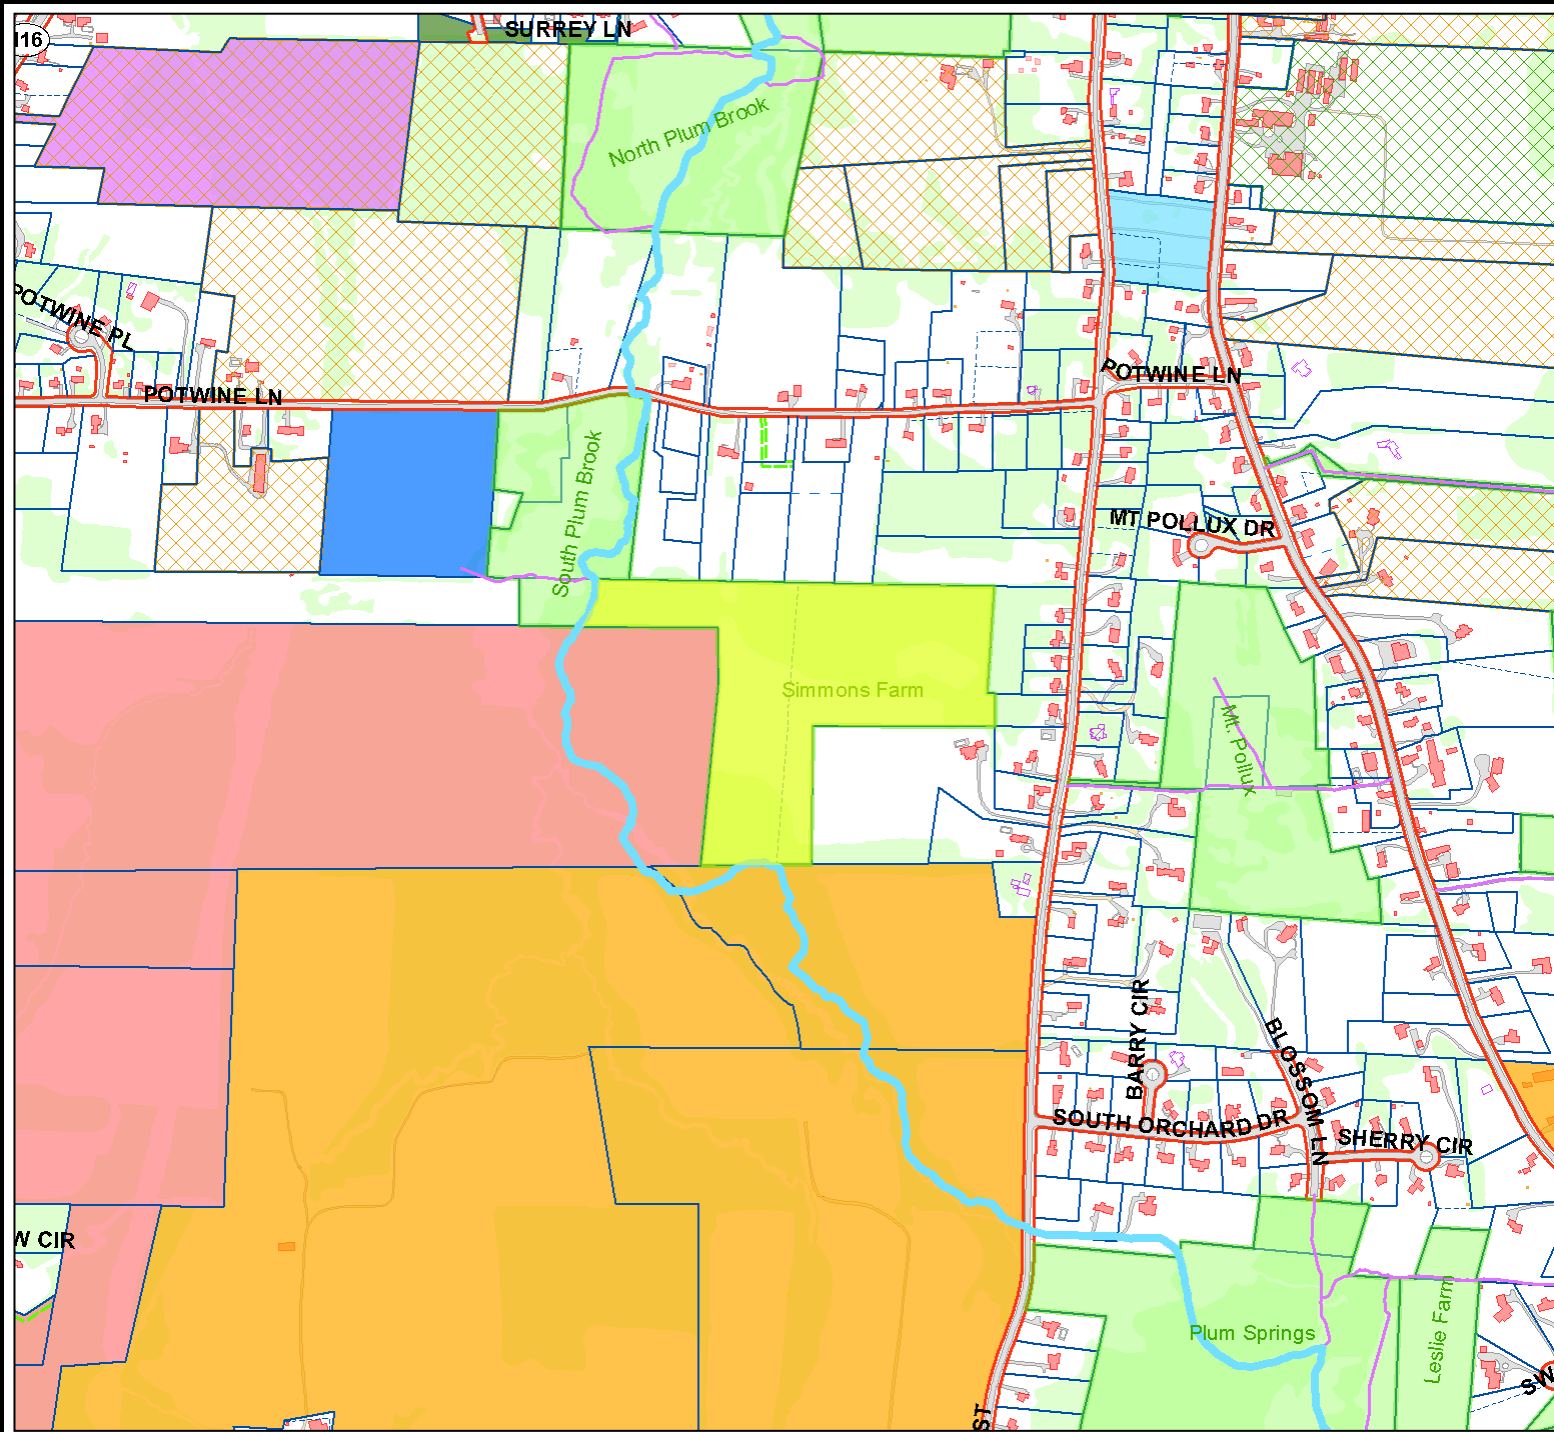 SURREY LN
116
North Plum Brook
POTWINE PL
POTWINE LN
POTWINE LN
South Plum Brook
MT POLLUX DR
Simmons Farm
Mt. Pollux
BARRY CIR
BLOSSOM LN
SOUTH ORCHARD DR
SHERRY CIR
W CIR
Plum Springs
Leslie Farm
SW
ST